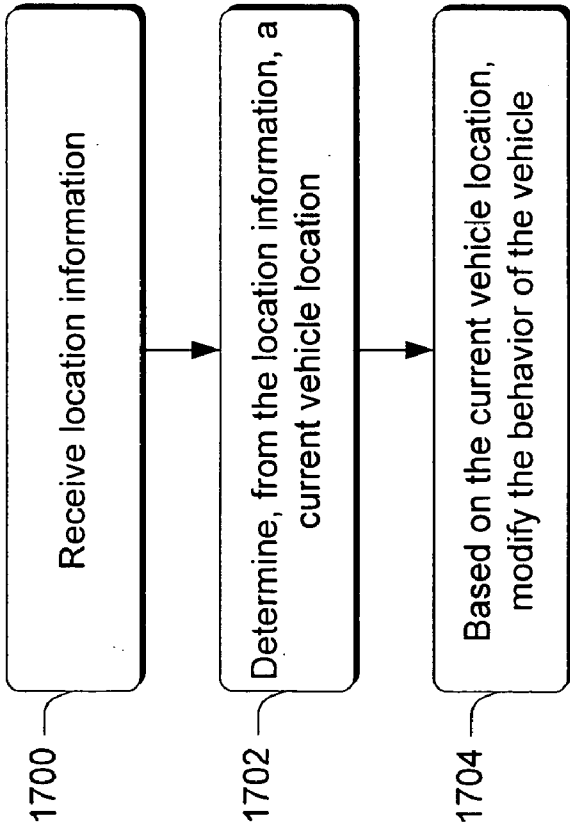 1700
Receive location information
1702
Determine, from the location information, a
current vehicle location
1704
Based on the current vehicle location,
modify the behavior of the vehicle